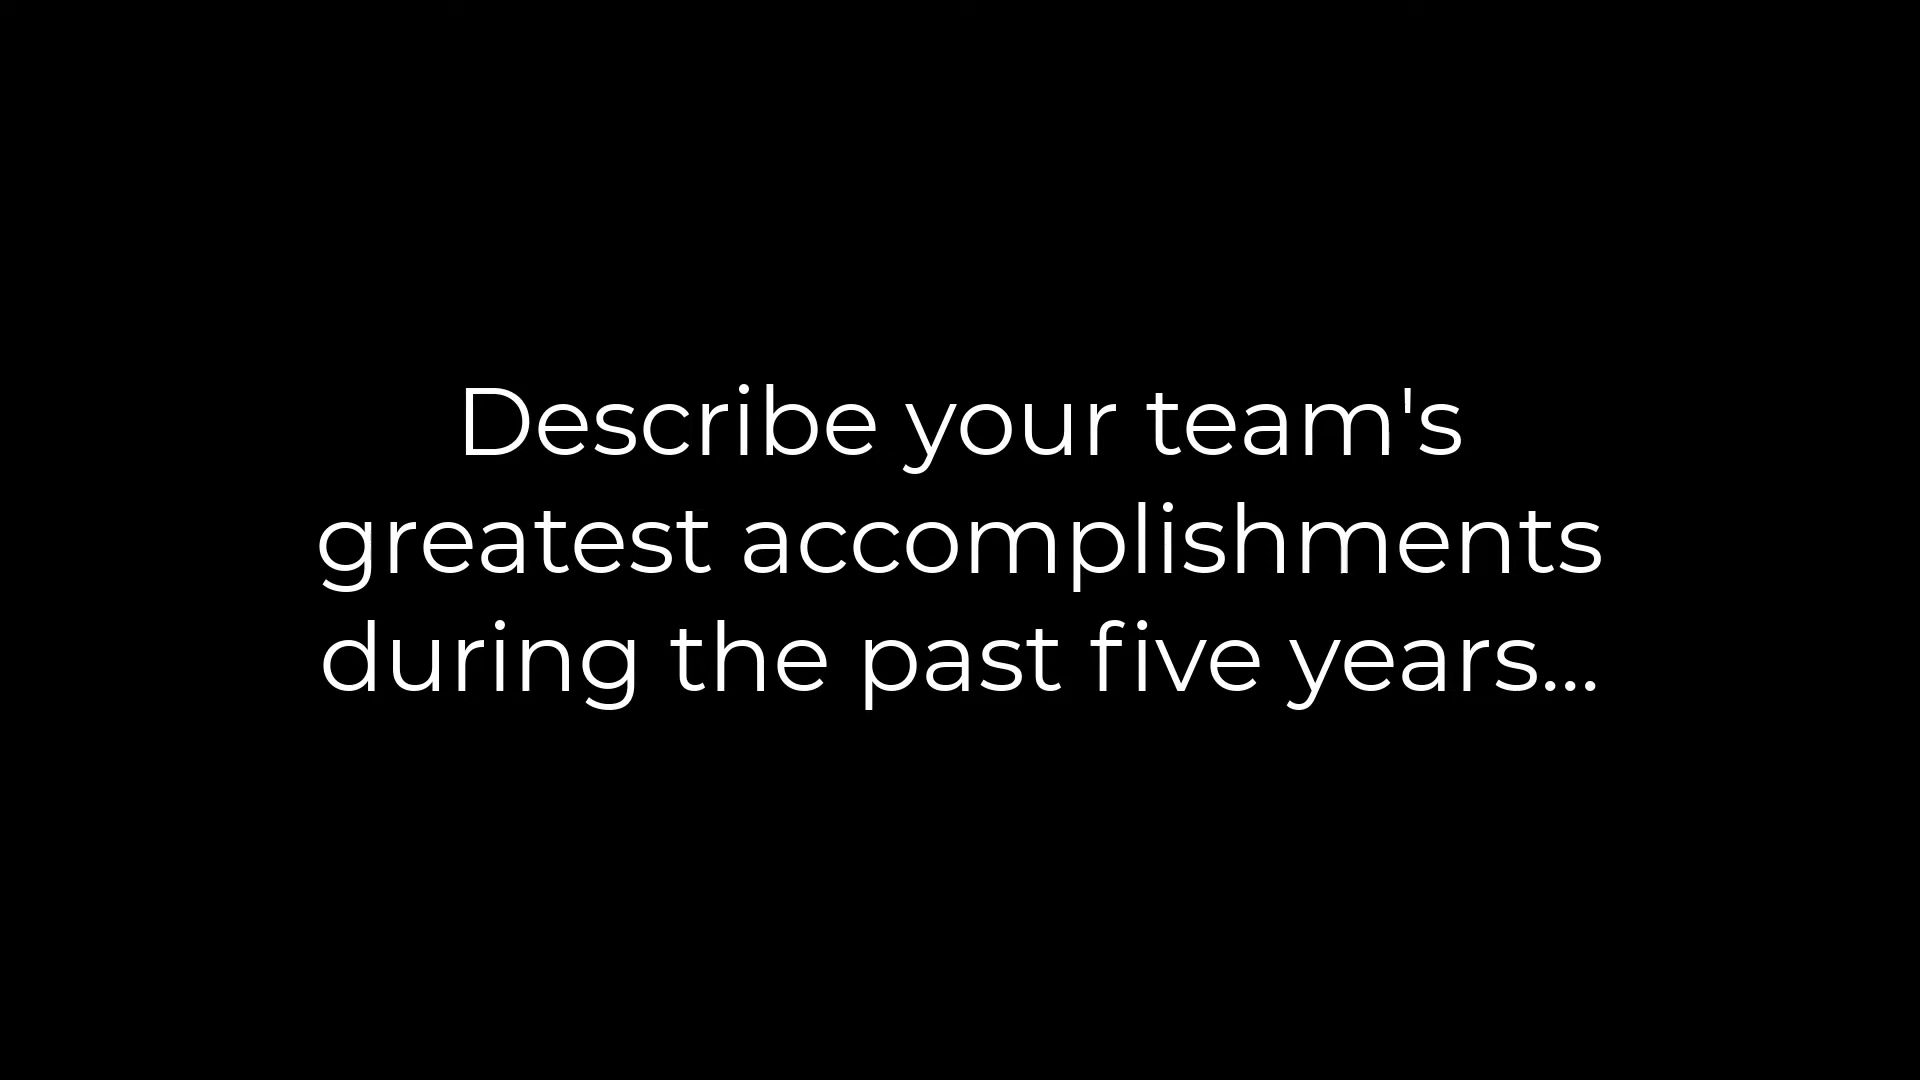 Describe your team's
greatest accomplishments
during the past five years...